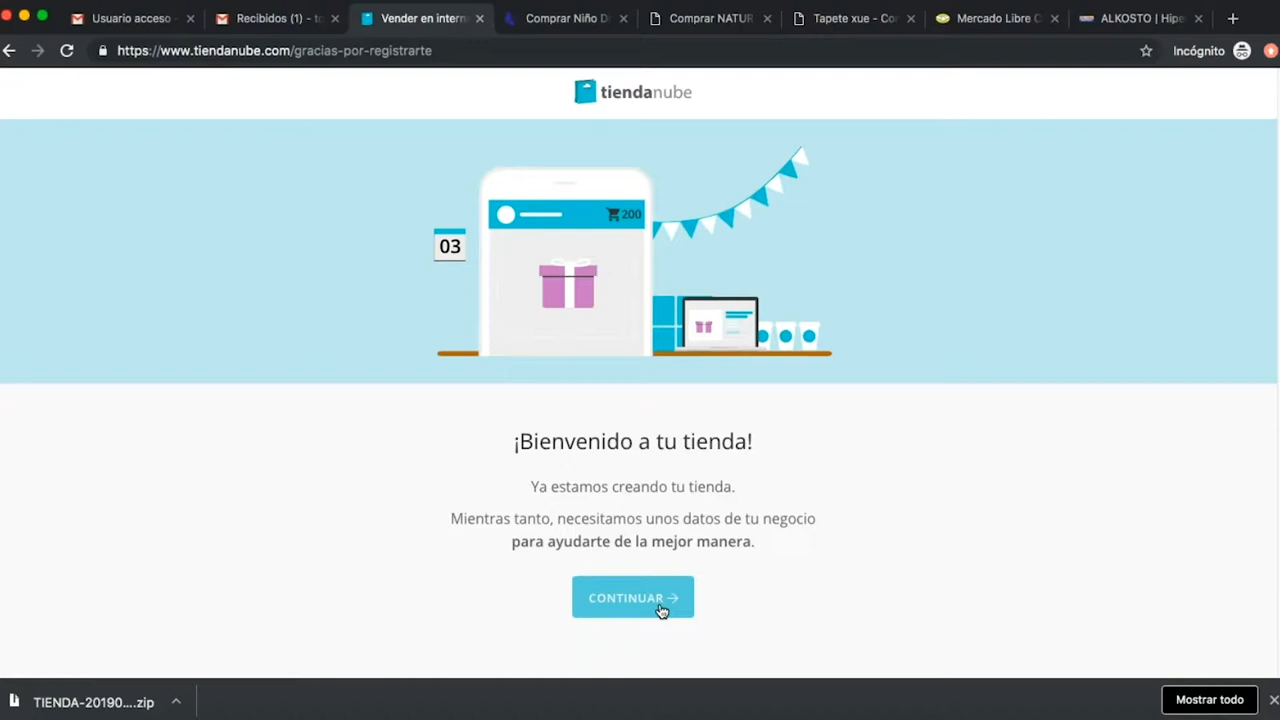 Usuario acceso
Recibidos (1) - to
Vender en intern
Comprar Niño D
Comprar NATUR
Tapete xue - Con
Mercado Libre C
ALKOSTO | Hipe
https://www.tiendanube.com/gracias-por-registrarte
Incógnito
tiendanube
200
03
¡Bienvenido a tu tienda!
Ya estamos creando tu tienda.
Mientras tanto, necesitamos unos datos de tu negocio
para ayudarte de la mejor manera.
CONTINUAR
TIENDA-20190....zip
Mostrar todo